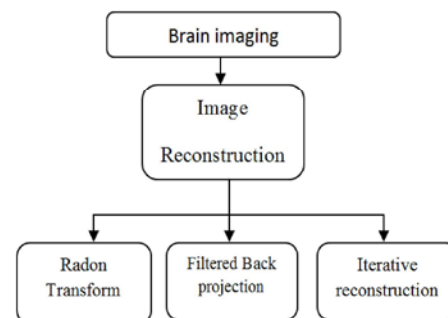 Brain imaging
Image
Reconstruction
Radon
Transform
Filtered Back
projection
Iterative
reconstruction